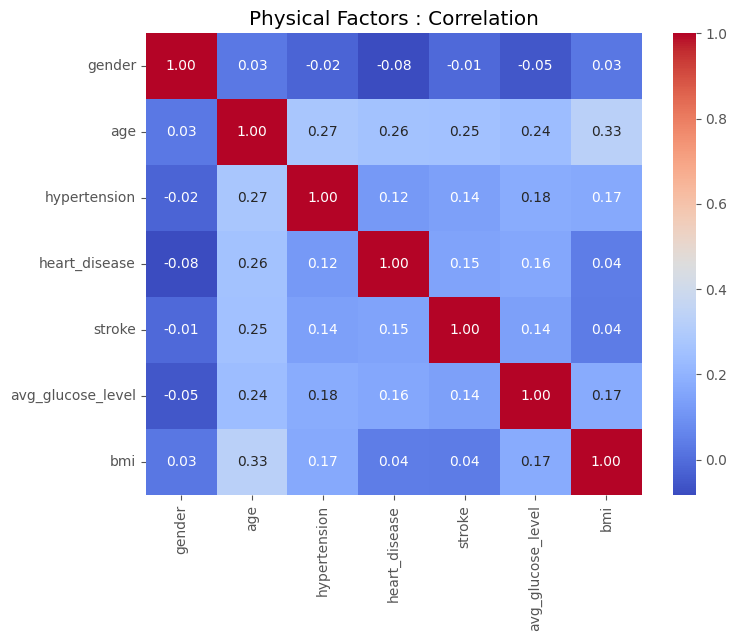 Physical Factors : Correlation
gender 1.00 0.03 -0.02 -0.08 -0.01 -0.05 0.03
age 0.03 1.00 0.27 0.26 0.25 0.24 0.33
hypertension -0.02 0.27 1.00 0.12 0.14 0.18 0.17
heart_disease -0.08 0.26 0.12 1.00 0.15 0.16 0.04
stroke -0.01 0.25 0.14 0.15 1.00 0.14 0.04
avg_glucose_level -0.05 0.24 0.18 0.16 0.14 1.00 0.17
bmi 0.03 0.33 0.17 0.04 0.04 0.17 1.00
gender
age
hypertension
heart_disease
stroke
avg_glucose_level
bmi
1.0
0.8
0.6
0.4
0.2
0.0